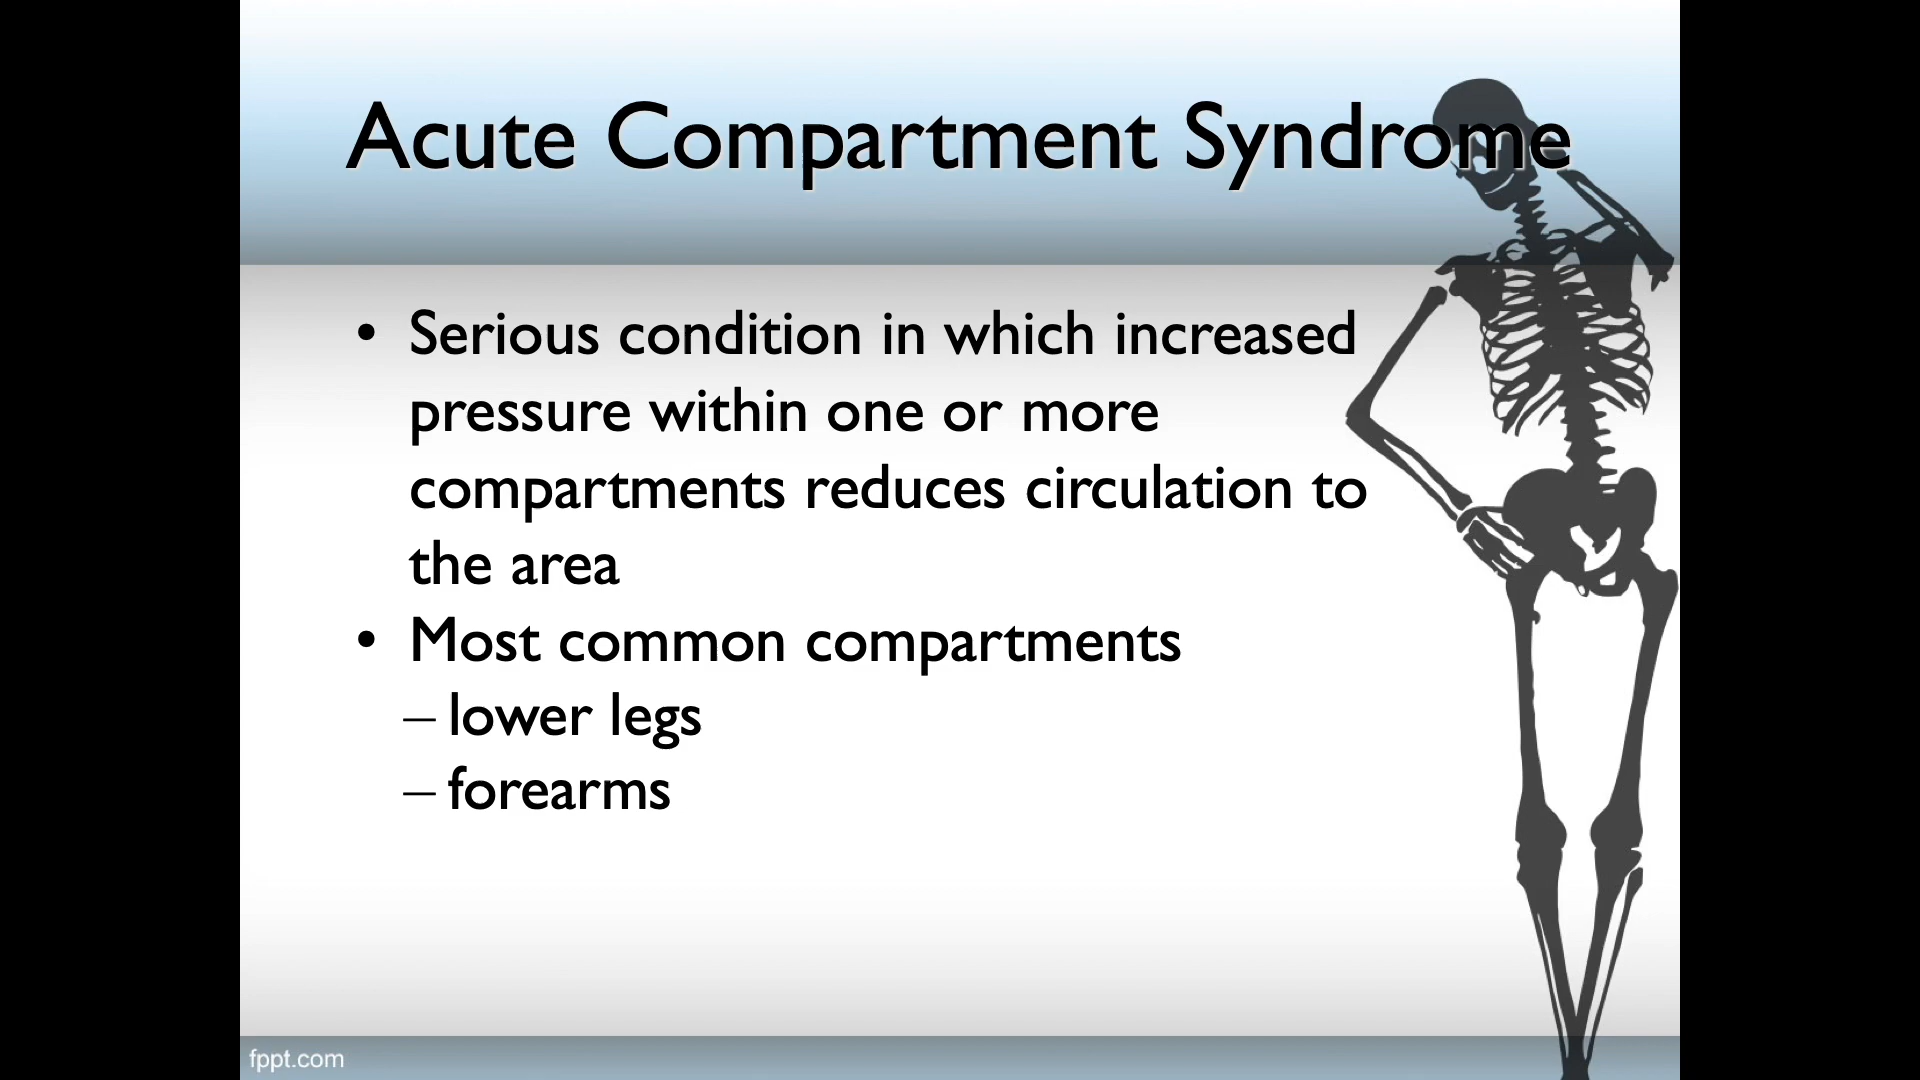 Acute Compartment Syndrome
• Serious condition in which increased
pressure within one or more
compartments reduces circulation to
the area
• Most common compartments
– lower legs
– forearms
fppt.com